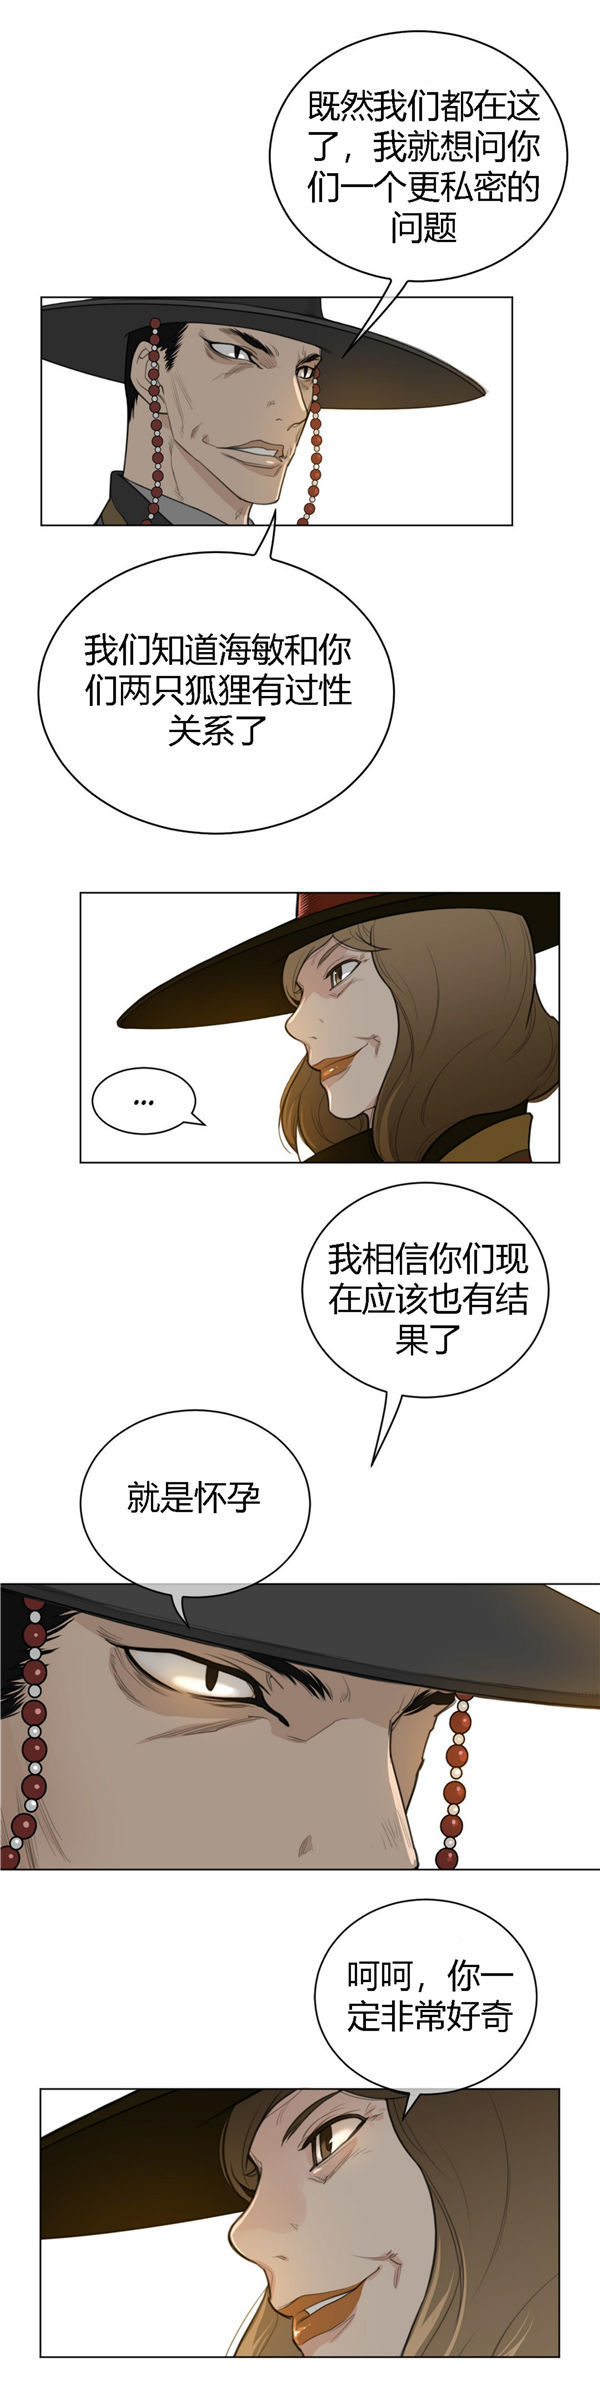 既然我们都在这
了，我就想问你
们一个更私密的
问题
我们知道海敏和你
们两只狐狸有过性
关系了
...
我相信你们现
在应该也有结
果了
就是怀孕
呵呵，你一
定非常好奇